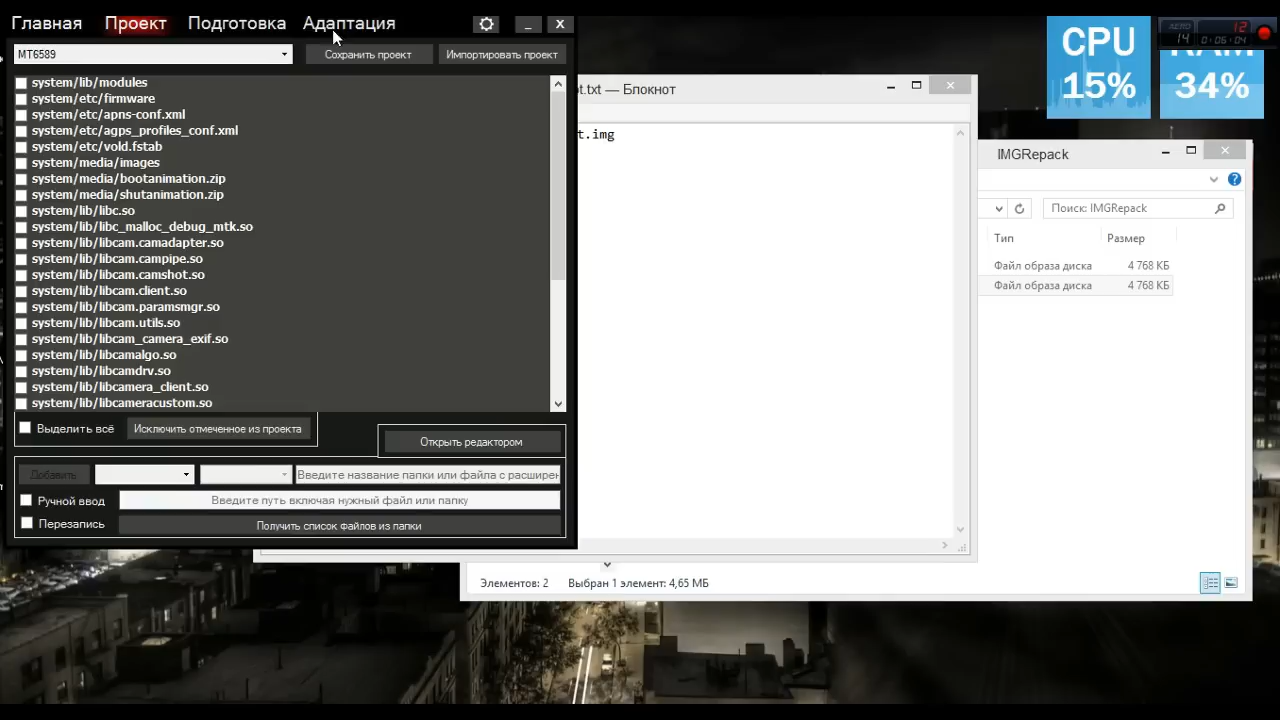 Главная Проект Подготовка Адаптация
MT6589
Сохранить проект
Импортировать проект
system/lib/modules
system/etc/firmware
system/etc/apns-conf.xml
system/etc/agps_profiles_conf.xml
system/etc/vold.fstab
system/media/images
system/media/bootanimation.zip
system/media/shutanimation.zip
system/lib/libc.so
system/lib/libc_malloc_debug_mtk.so
system/lib/libcam.camadapter.so
system/lib/libcam.campipe.so
system/lib/libcam.camshot.so
system/lib/libcam.client.so
system/lib/libcam.paramsmgr.so
system/lib/libcam.utils.so
system/lib/libcam_camera_exif.so
system/lib/libcamalgo.so
system/lib/libcamdrv.so
system/lib/libcamera_client.so
system/lib/libcameracustom.so
Выделить всё
Исключить отмеченное из проекта
Открыть редактором
Добавить
Введите название папки или файла с расширен
Ручной ввод
Введите путь включая нужный файл или папку
Перезапись
Получить список файлов из папки
t.txt — Блокнот
t.img
IMGRepack
Поиск: IMGRepack
Тип Размер
Файл образа диска 4 768 КБ
Файл образа диска 4 768 КБ
Элементов: 2 Выбран 1 элемент: 4,65 МБ
CPU
15%
RAM
34%
AERO
14
12
0:06:04